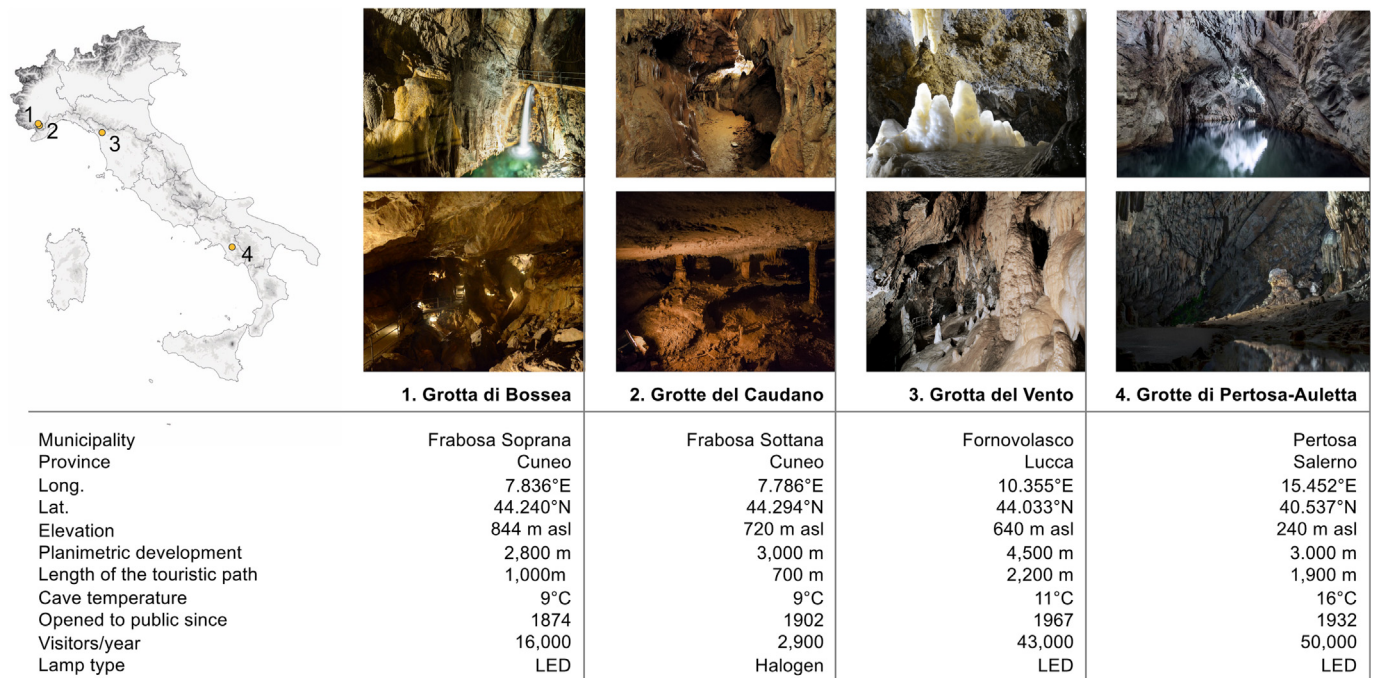 1
2
3
4
1. Grotta di Bossea 2. Grotte del Caudano 3. Grotta del Vento 4. Grotte di Pertosa-Auletta
Municipality Frabosa Soprana Frabosa Sottana Fornovolasco Pertosa
Province Cuneo Cuneo Lucca Salerno
Long. 7.836°E 7.786°E 10.355°E 15.452°E
Lat. 44.240°N 44.294°N 44.033°N 40.537°N
Elevation 844 m asl 720 m asl 640 m asl 240 m asl
Planimetric development 2,800 m 3,000 m 4,500 m 3.000 m
Length of the touristic path 1,000m 700 m 2,200 m 1,900 m
Cave temperature 9°C 9°C 11°C 16°C
Opened to public since 1874 1902 1967 1932
Visitors/year 16,000 2,900 43,000 50,000
Lamp type LED Halogen LED LED